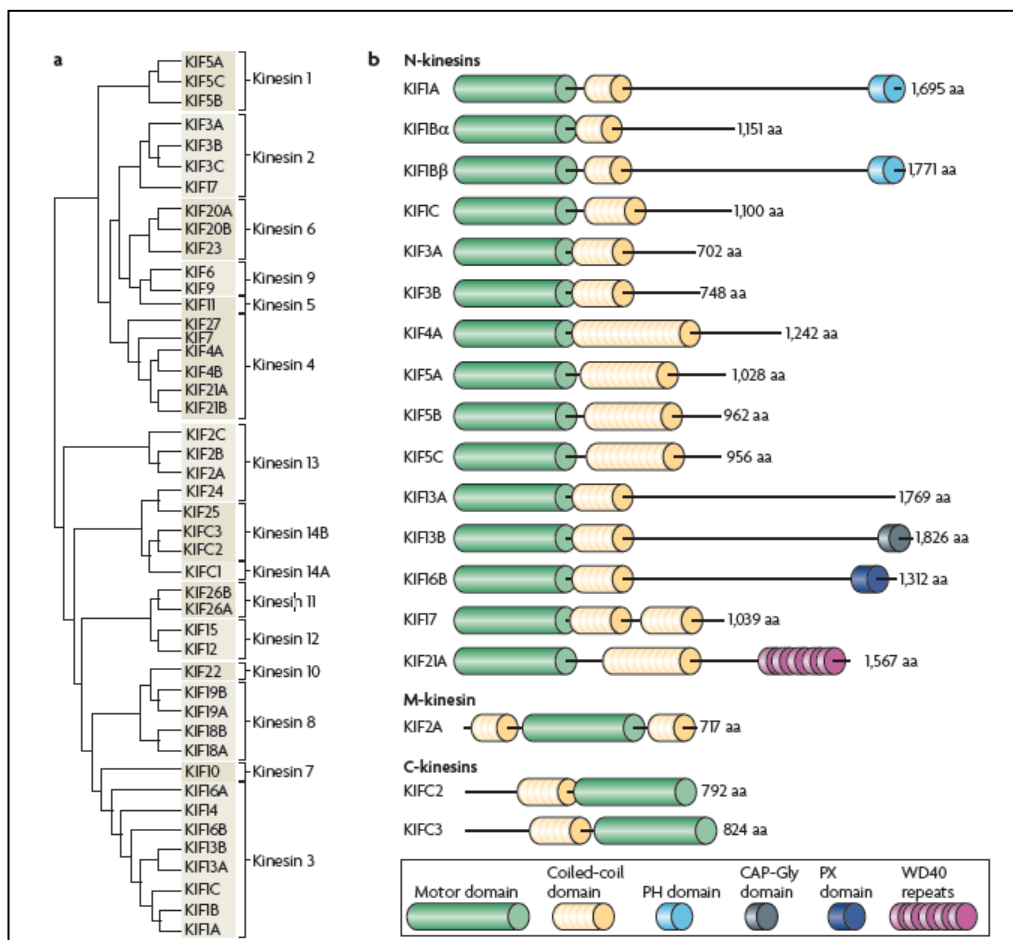 a
KIF5A
KIF5C
KIF5B
Kinesin 1
KIF3A
KIF3B
KIF3C
KIF17
Kinesin 2
KIF20A
KIF20B
KIF23
Kinesin 6
KIF6
KIF9
Kinesin 9
KIF11
Kinesin 5
KIF27
KIF7
KIF4A
KIF4B
KIF21A
KIF21B
Kinesin 4
KIF2C
KIF2B
KIF2A
KIF24
Kinesin 13
KIF25
KIFC3
KIFC2
Kinesin 14B
KIFC1
Kinesin 14A
KIF26B
KIF26A
Kinesin 11
KIF15
KIF12
Kinesin 12
KIF22
Kinesin 10
KIF19B
KIF19A
KIF18B
KIF18A
Kinesin 8
KIF10
Kinesin 7
KIF16A
KIF14
KIF16B
KIF13B
KIF13A
KIF1C
KIF1B
KIF1A
Kinesin 3
b
N-kinesins
KIF1A 1,695 aa
KIF1Bα 1,151 aa
KIF1Bβ 1,771 aa
KIF1C 1,100 aa
KIF3A 702 aa
KIF3B 748 aa
KIF4A 1,242 aa
KIF5A 1,028 aa
KIF5B 962 aa
KIF5C 956 aa
KIF13A 1,769 aa
KIF13B 1,826 aa
KIF16B 1,312 aa
KIF17 1,039 aa
KIF21A 1,567 aa
M-kinesin
KIF2A 717 aa
C-kinesins
KIFC2 792 aa
KIFC3 824 aa
Motor domain
Coiled-coil
domain
PH domain
CAP-Gly
domain
PX
domain
WD40
repeats